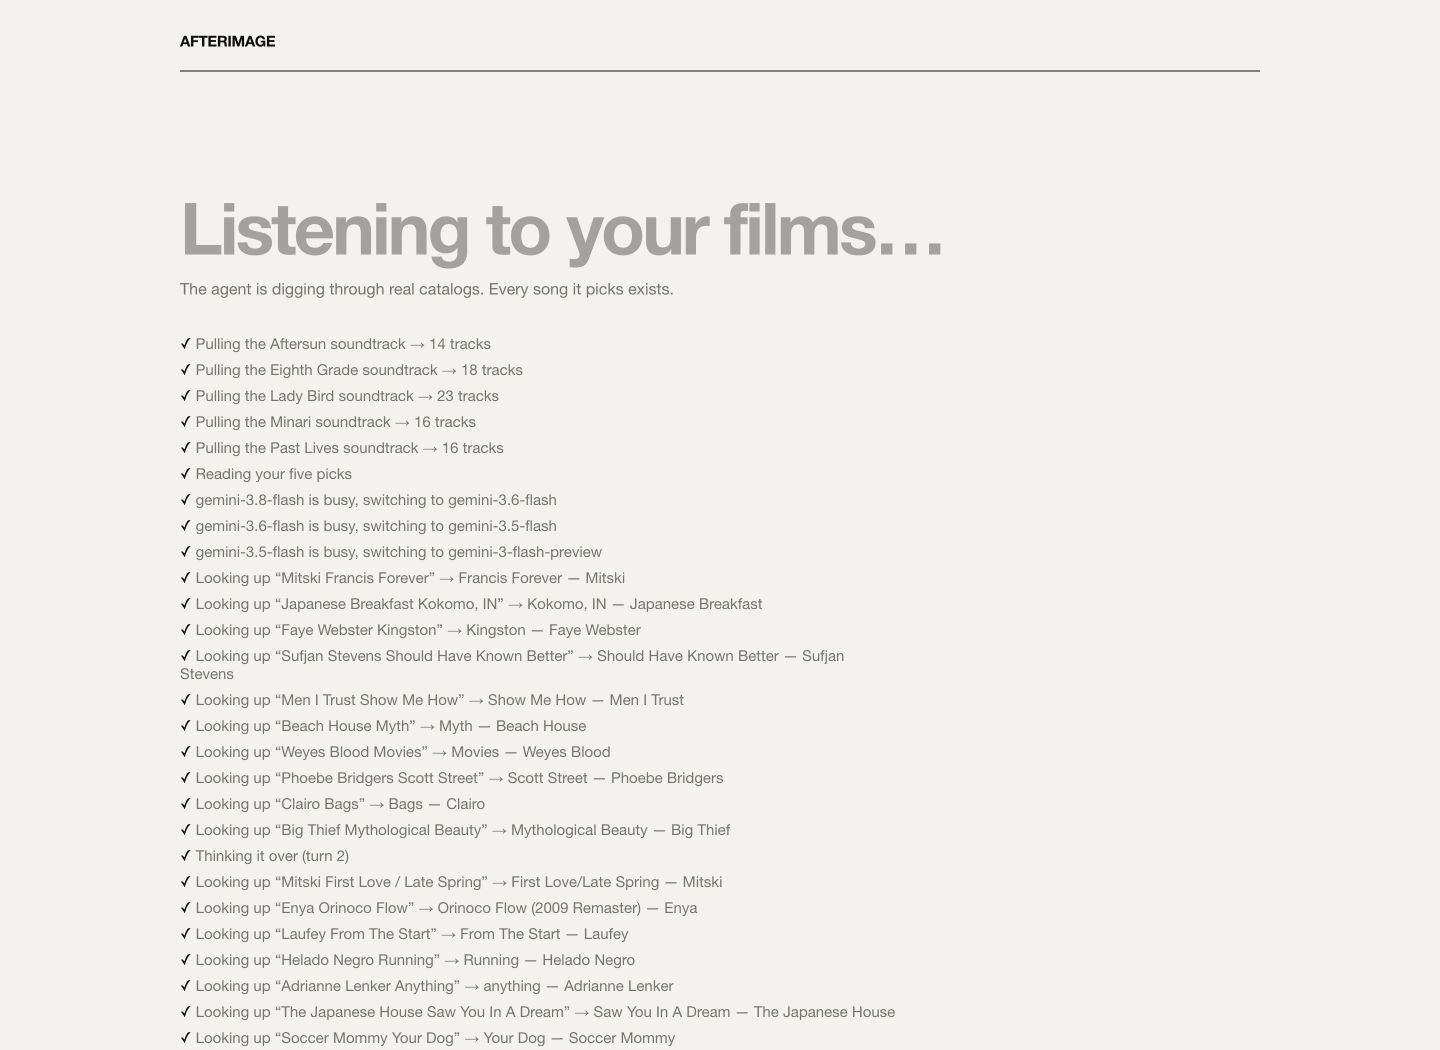 AFTERIMAGE
Listening to your films…
The agent is digging through real catalogs. Every song it picks exists.
✓ Pulling the Aftersun soundtrack → 14 tracks
✓ Pulling the Eighth Grade soundtrack → 18 tracks
✓ Pulling the Lady Bird soundtrack → 23 tracks
✓ Pulling the Minari soundtrack → 16 tracks
✓ Pulling the Past Lives soundtrack → 16 tracks
✓ Reading your five picks
✓ gemini-3.8-flash is busy, switching to gemini-3.6-flash
✓ gemini-3.6-flash is busy, switching to gemini-3.5-flash
✓ gemini-3.5-flash is busy, switching to gemini-3-flash-preview
✓ Looking up “Mitski Francis Forever” → Francis Forever — Mitski
✓ Looking up “Japanese Breakfast Kokomo, IN” → Kokomo, IN — Japanese Breakfast
✓ Looking up “Faye Webster Kingston” → Kingston — Faye Webster
✓ Looking up “Sufjan Stevens Should Have Known Better” → Should Have Known Better — Sufjan
Stevens
✓ Looking up “Men I Trust Show Me How” → Show Me How — Men I Trust
✓ Looking up “Beach House Myth” → Myth — Beach House
✓ Looking up “Weyes Blood Movies” → Movies — Weyes Blood
✓ Looking up “Phoebe Bridgers Scott Street” → Scott Street — Phoebe Bridgers
✓ Looking up “Clairo Bags” → Bags — Clairo
✓ Looking up “Big Thief Mythological Beauty” → Mythological Beauty — Big Thief
✓ Thinking it over (turn 2)
✓ Looking up “Mitski First Love / Late Spring” → First Love/Late Spring — Mitski
✓ Looking up “Enya Orinoco Flow” → Orinoco Flow (2009 Remaster) — Enya
✓ Looking up “Laufey From The Start” → From The Start — Laufey
✓ Looking up “Helado Negro Running” → Running — Helado Negro
✓ Looking up “Adrianne Lenker Anything” → anything — Adrianne Lenker
✓ Looking up “The Japanese House Saw You In A Dream” → Saw You In A Dream — The Japanese House
✓ Looking up “Soccer Mommy Your Dog” → Your Dog — Soccer Mommy